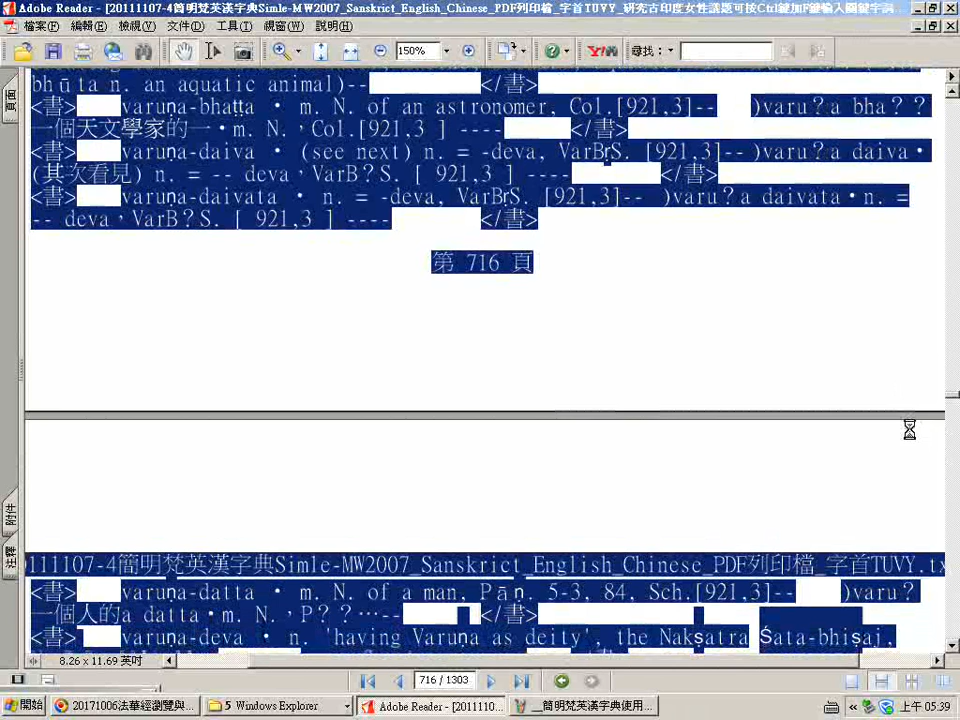 Adobe Reader - [20111107-4簡明梵英漢字典Simle-MW2007_Sanskrict_English_Chinese_PDF列印檔_字首TUVY_研究古印度女性議題可按Ctrl鍵加F鍵輸入關鍵字詞...
檔案(F) 編輯(E) 檢視(V) 文件(D) 工具(T) 視窗(W) 說明(H)
150% Y! 尋找:
頁面
bhūta n. an aquatic animal)-- </書>
<書> varuṇa-bhaṭṭa • m. N. of an astronomer, Col.[921,3]-- )varu?a bha??
一個天文學家的一•m. N.,Col.[921,3 ] ---- </書>
<書> varuṇa-daiva • (see next) n. = -deva, VarBṛS. [921,3]-- )varu?a daiva•
(其次看見) n. = -- deva,VarB?S. [ 921,3 ] ---- </書>
<書> varuṇa-daivata • n. = -deva, VarBṛS. [921,3]-- )varu?a daivata•n. =
-- deva,VarB?S. [ 921,3 ] ---- </書>
第 716 頁
附件
註釋
111107-4簡明梵英漢字典Simle-MW2007_Sanskrict_English_Chinese_PDF列印檔_字首TUVY.tx
<書> varuṇa-datta • m. N. of a man, Pāṇ. 5-3, 84, Sch.[921,3]-- )varu?
一個人的a datta•m. N.,P??…-- </書>
<書> varuṇa-deva • n. 'having Varuṇa as deity', the Nakṣatra Śata-bhiṣaj,
8.26 x 11.69 英吋
716 / 1303
開始 20171006法華經瀏覽與... 5 Windows Explorer Adobe Reader - [2011110... __簡明梵英漢字典使用... 上午 05:39